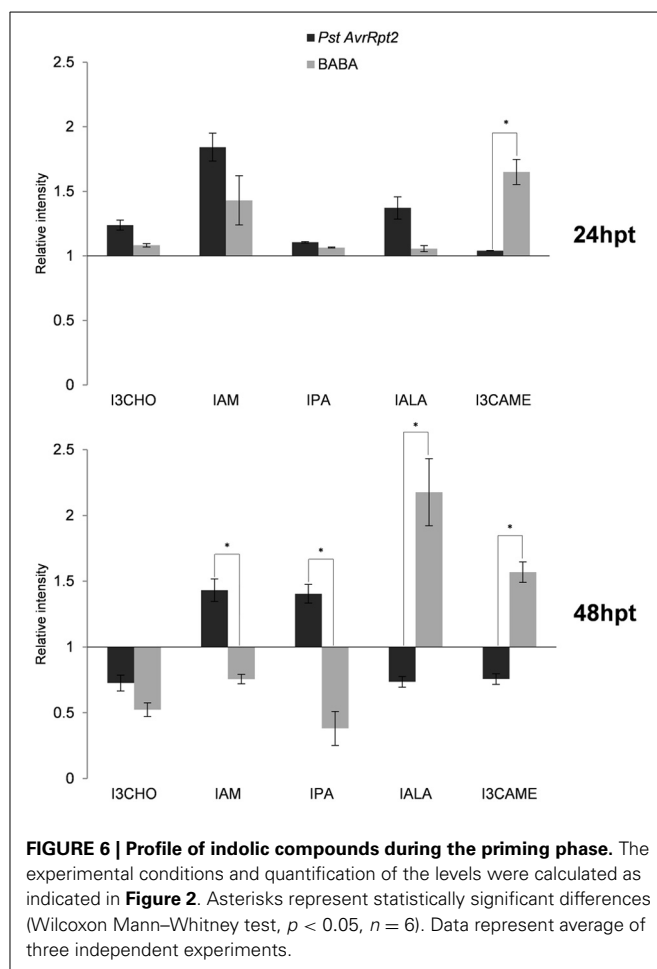 Pst AvrRpt2
BABA
2.5
2
1.5
1
0.5
0
Relative intensity
*
24hpt
I3CHO IAM IPA IALA I3CAME
2.5
2
1.5
1
0.5
0
Relative intensity
* * * *
48hpt
I3CHO IAM IPA IALA I3CAME
FIGURE 6 | Profile of indolic compounds during the priming phase. The
experimental conditions and quantification of the levels were calculated as
indicated in Figure 2. Asterisks represent statistically significant differences
(Wilcoxon Mann–Whitney test, p < 0.05, n = 6). Data represent average of
three independent experiments.